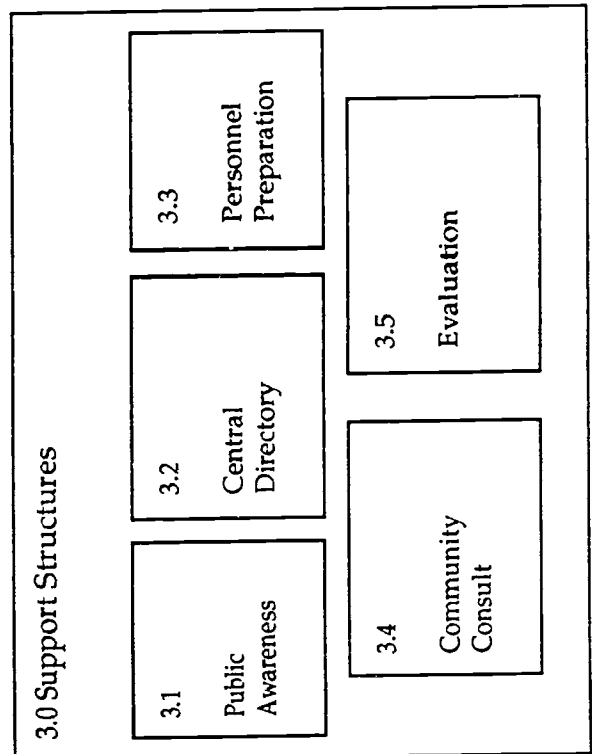 3.0 Support Structures
3.1
Public
Awareness
3.2
Central
Directory
3.3
Personnel
Preparation
3.4
Community
Consult
3.5
Evaluation